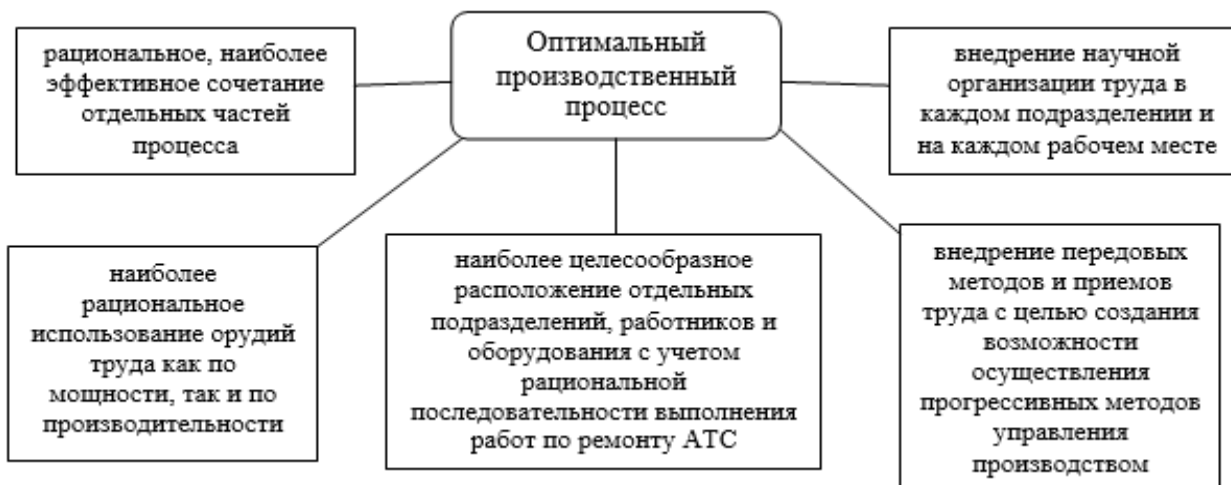 Оптимальный
производственный
процесс
рациональное, наиболее
эффективное сочетание
отдельных частей
процесса
внедрение научной
организации труда в
каждом подразделении и
на каждом рабочем месте
наиболее
рациональное
использование орудий
труда как по
мощности, так и по
производительности
наиболее целесообразное
расположение отдельных
подразделений, работников и
оборудования с учетом
рациональной
последовательности выполнения
работ по ремонту АТС
внедрение передовых
методов и приемов
труда с целью создания
возможности
осуществления
прогрессивных методов
управления
производством